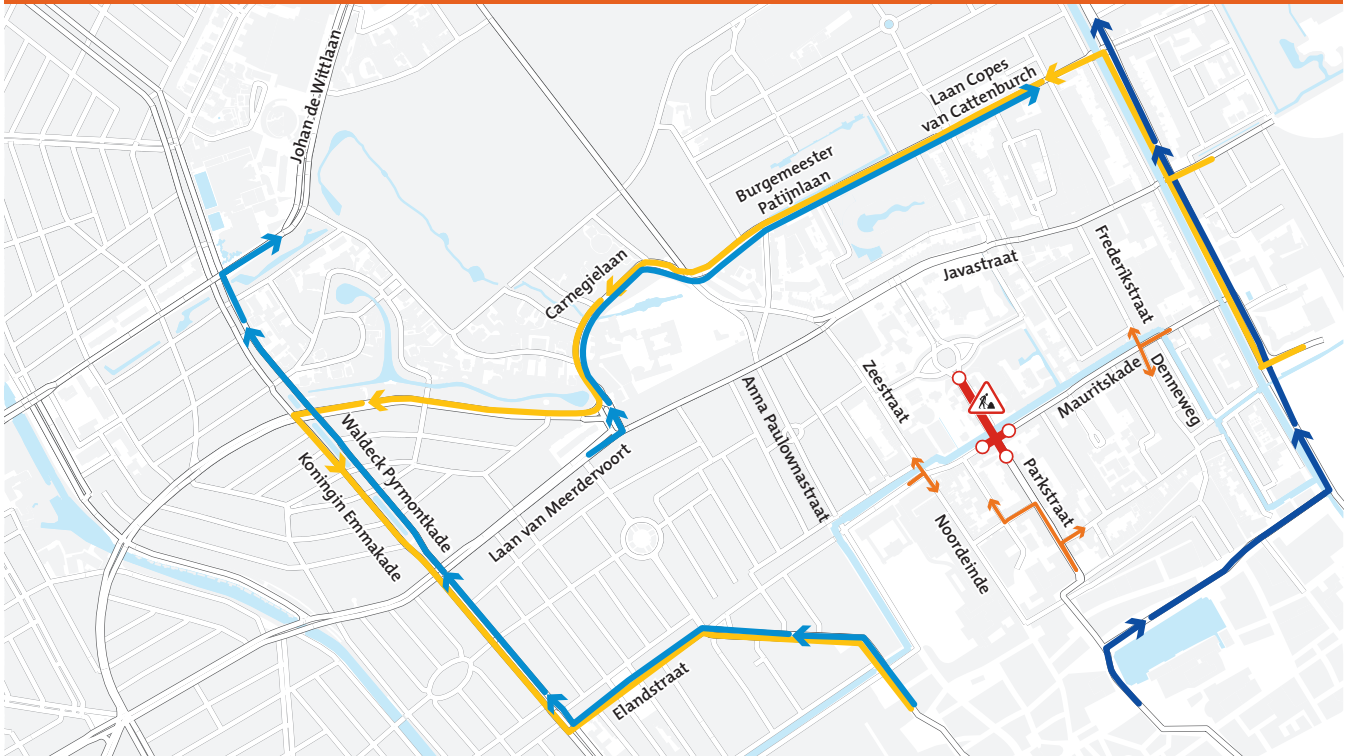 Johan de Wittlaan
Laan Copes
van Cattenburch
Burgemeester
Patijnlaan
Carnegielaan
Javastraat
Frederikstraat
Denneweg
Mauritskade
Zeestraat
Anna Paulownastraat
Waldeck Pyrmontkade
Koningin Emmakade
Laan van Meerdervoort
Parkstraat
Noordeinde
Elandstraat